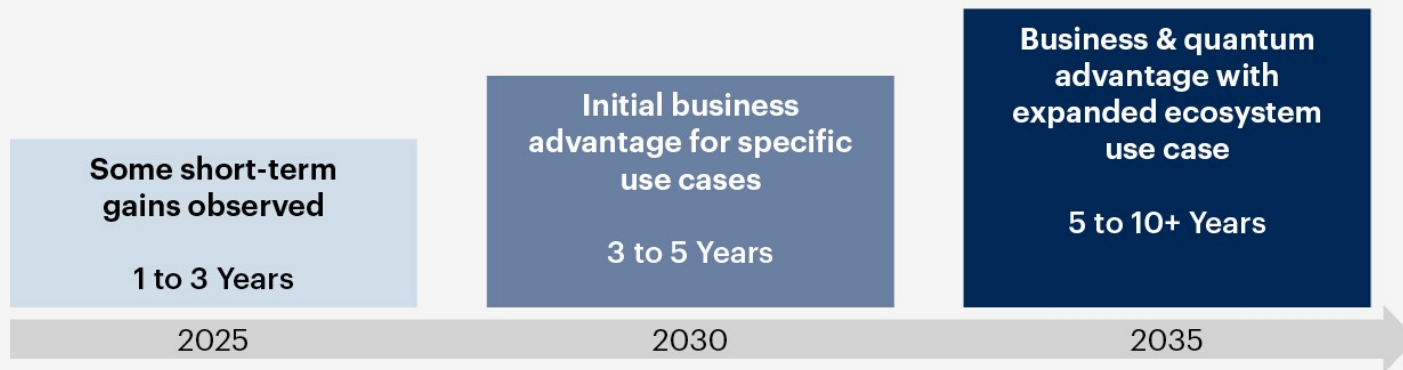 Some short-term
gains observed
1 to 3 Years
Initial business
advantage for specific
use cases
3 to 5 Years
Business & quantum
advantage with
expanded ecosystem
use case
5 to 10+ Years
2025
2030
2035